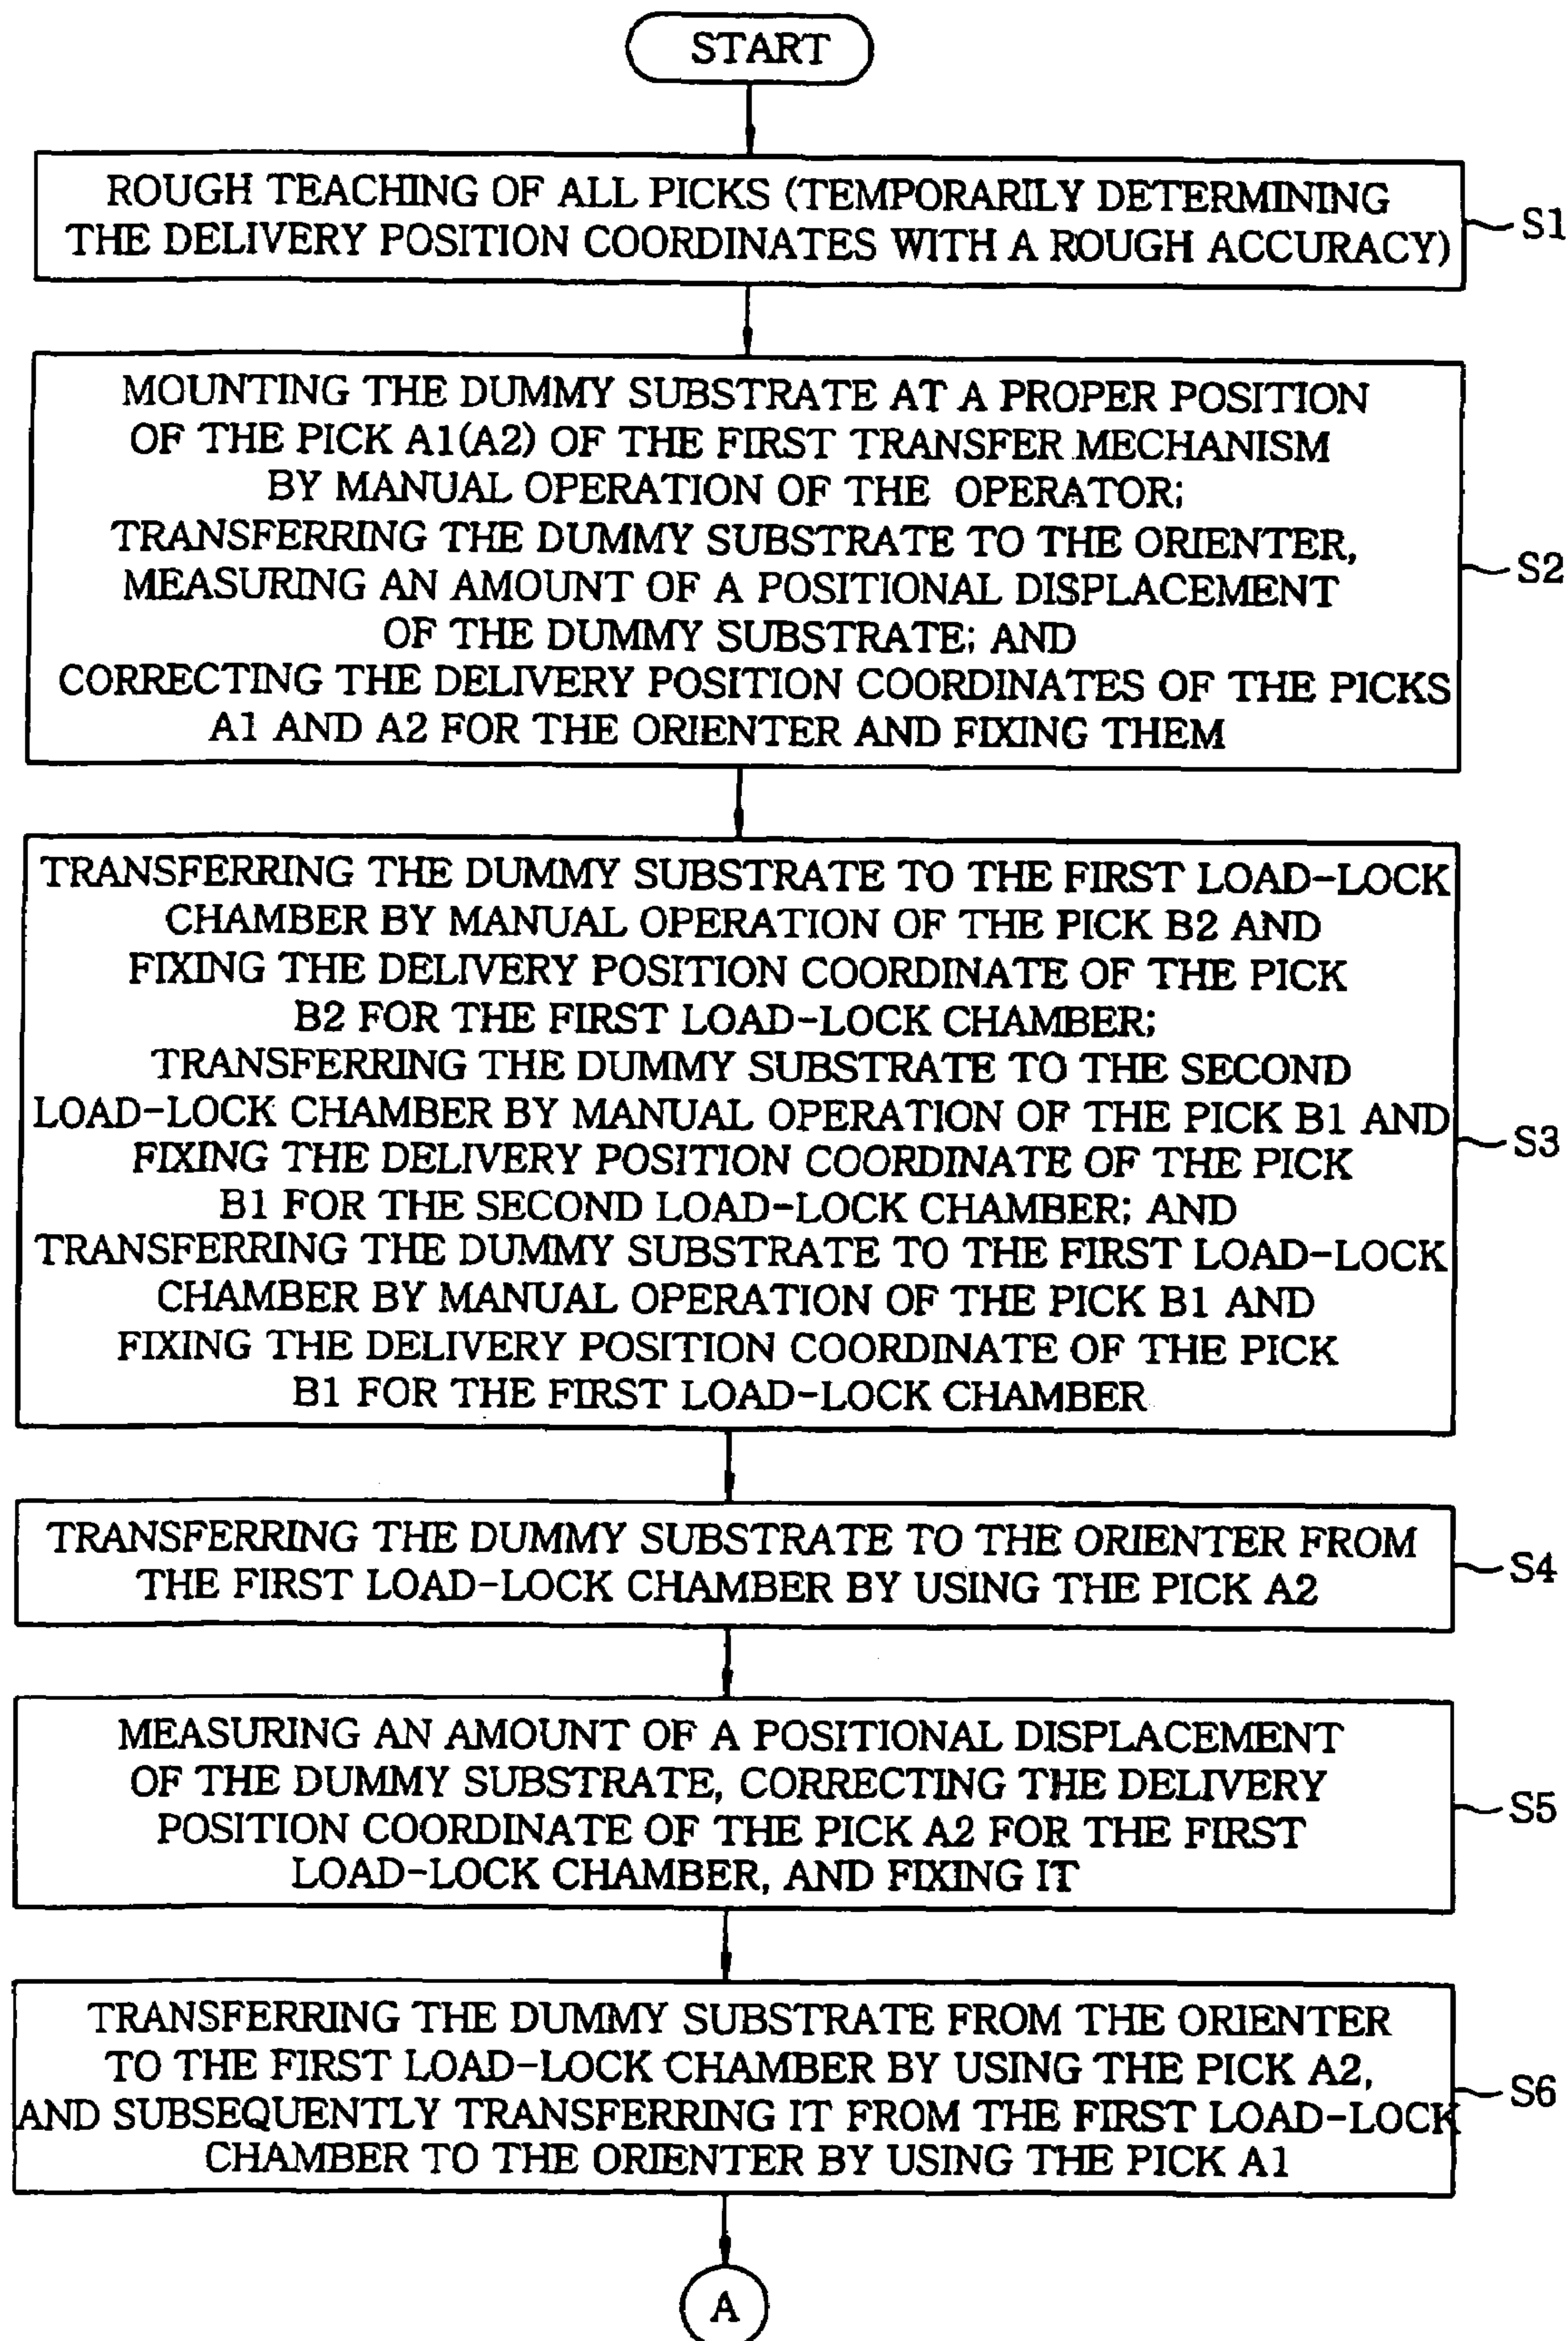 START
ROUGH TEACHING OF ALL PICKS (TEMPORARILY DETERMINING
THE DELIVERY POSITION COORDINATES WITH A ROUGH ACCURACY)
S1
MOUNTING THE DUMMY SUBSTRATE AT A PROPER POSITION
OF THE PICK A1(A2) OF THE FIRST TRANSFER MECHANISM
BY MANUAL OPERATION OF THE OPERATOR;
TRANSFERRING THE DUMMY SUBSTRATE TO THE ORIENTER,
MEASURING AN AMOUNT OF A POSITIONAL DISPLACEMENT
OF THE DUMMY SUBSTRATE; AND
CORRECTING THE DELIVERY POSITION COORDINATES OF THE PICKS
A1 AND A2 FOR THE ORIENTER AND FIXING THEM
S2
TRANSFERRING THE DUMMY SUBSTRATE TO THE FIRST LOAD-LOCK
CHAMBER BY MANUAL OPERATION OF THE PICK B2 AND
FIXING THE DELIVERY POSITION COORDINATE OF THE PICK
B2 FOR THE FIRST LOAD-LOCK CHAMBER;
TRANSFERRING THE DUMMY SUBSTRATE TO THE SECOND
LOAD-LOCK CHAMBER BY MANUAL OPERATION OF THE PICK B1 AND
FIXING THE DELIVERY POSITION COORDINATE OF THE PICK
B1 FOR THE SECOND LOAD-LOCK CHAMBER; AND
TRANSFERRING THE DUMMY SUBSTRATE TO THE FIRST LOAD-LOCK
CHAMBER BY MANUAL OPERATION OF THE PICK B1 AND
FIXING THE DELIVERY POSITION COORDINATE OF THE PICK
B1 FOR THE FIRST LOAD-LOCK CHAMBER
S3
TRANSFERRING THE DUMMY SUBSTRATE TO THE ORIENTER FROM
THE FIRST LOAD-LOCK CHAMBER BY USING THE PICK A2
S4
MEASURING AN AMOUNT OF A POSITIONAL DISPLACEMENT
OF THE DUMMY SUBSTRATE, CORRECTING THE DELIVERY
POSITION COORDINATE OF THE PICK A2 FOR THE FIRST
LOAD-LOCK CHAMBER, AND FIXING IT
S5
TRANSFERRING THE DUMMY SUBSTRATE FROM THE ORIENTER
TO THE FIRST LOAD-LOCK CHAMBER BY USING THE PICK A2,
AND SUBSEQUENTLY TRANSFERRING IT FROM THE FIRST LOAD-LOCK
CHAMBER TO THE ORIENTER BY USING THE PICK A1
S6
A